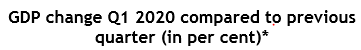 GDP change Q1 2020 compared to previous
quarter (in per cent)*